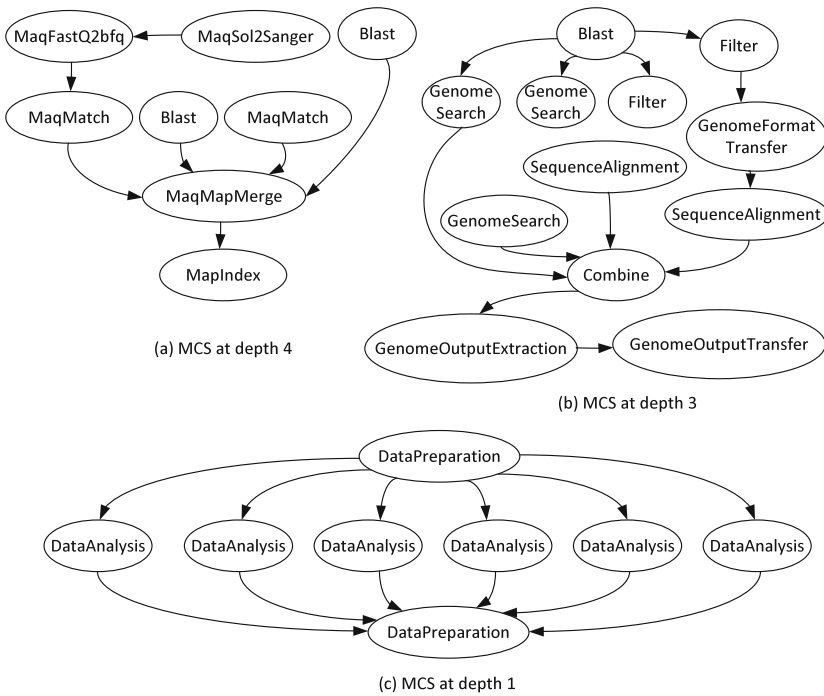 MaqFastQ2bfq
MaqSol2Sanger
Blast
MaqMatch
Blast
MaqMatch
MaqMapMerge
MapIndex
(a) MCS at depth 4
Blast
Filter
Genome
Search
Genome
Search
Filter
GenomeFormat
Transfer
SequenceAlignment
SequenceAlignment
GenomeSearch
Combine
GenomeOutputExtraction
GenomeOutputTransfer
(b) MCS at depth 3
DataPreparation
DataAnalysis
DataAnalysis
DataAnalysis
DataAnalysis
DataAnalysis
DataAnalysis
DataPreparation
(c) MCS at depth 1